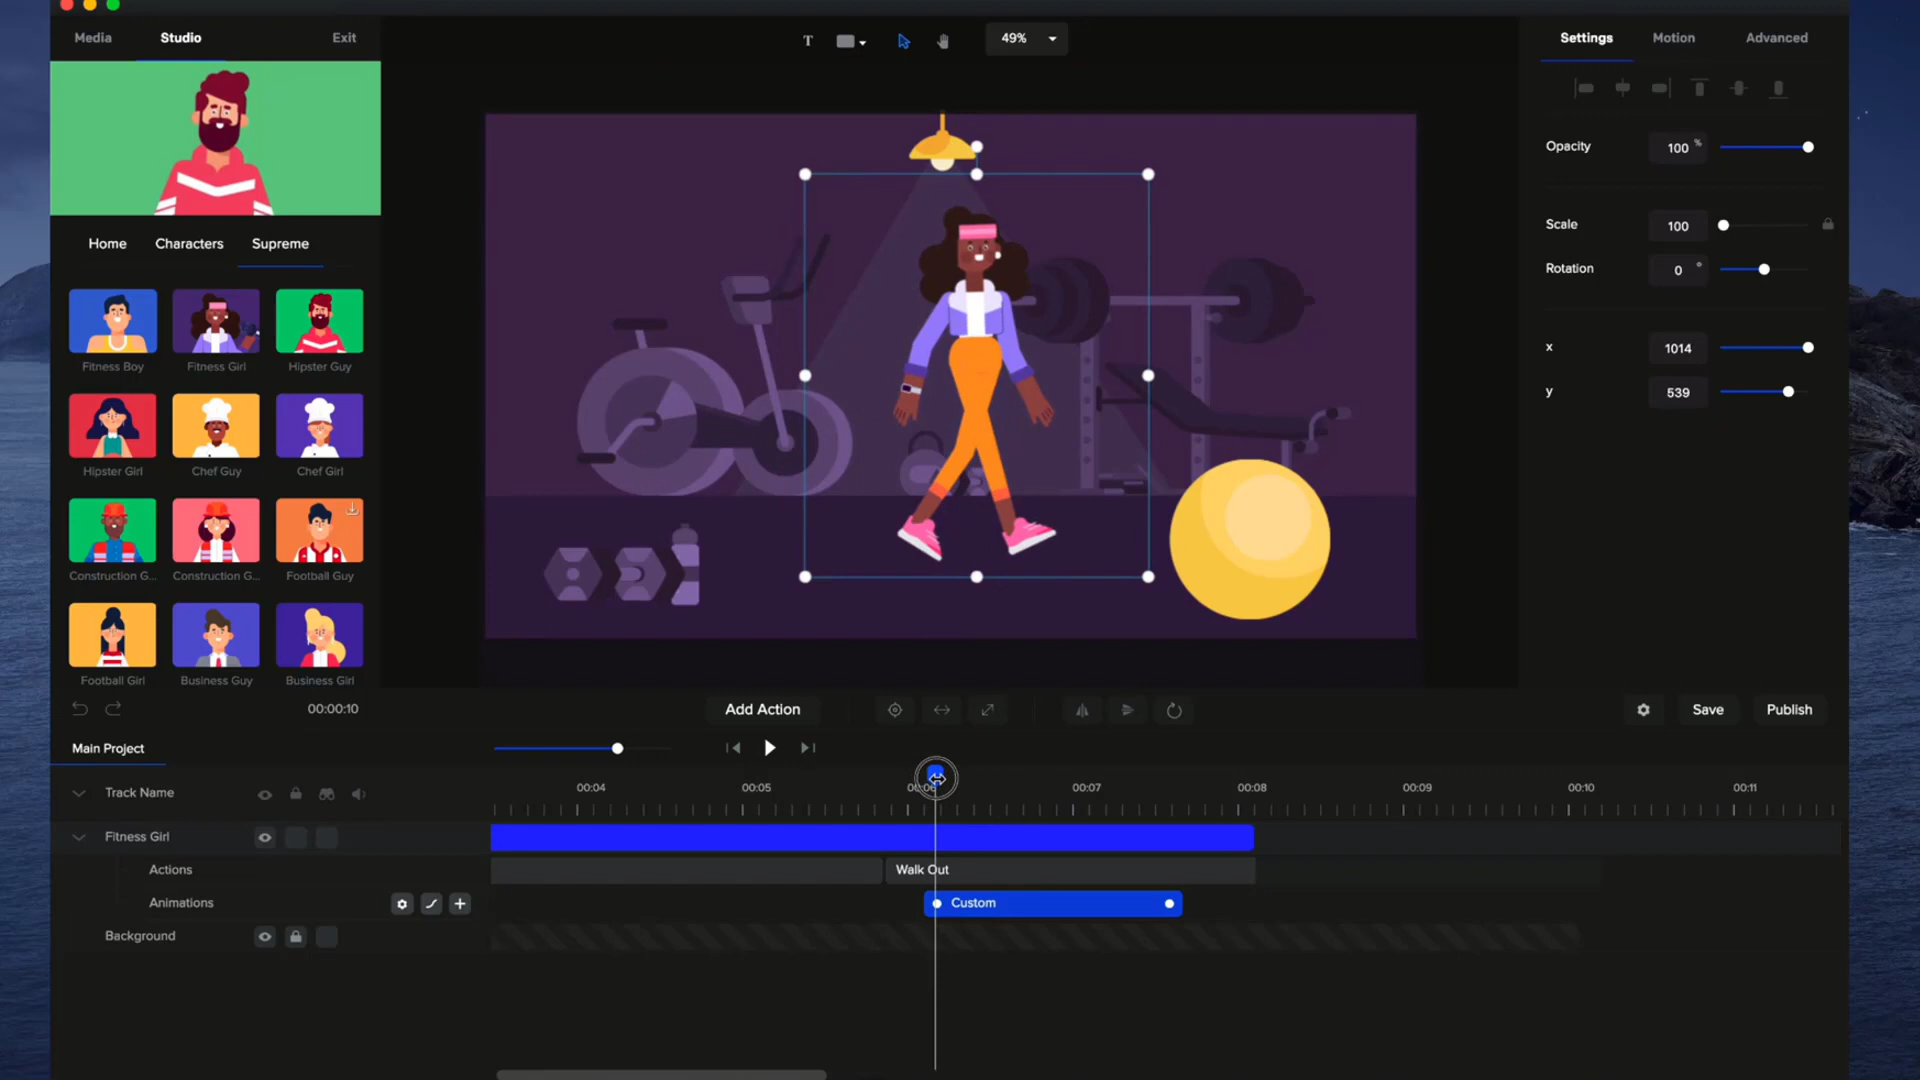 Media Studio Exit
T 49%
Settings Motion Advanced
Opacity 100 %
Scale 100
Rotation 0 °
x 1014
y 539
Home Characters Supreme
Fitness Boy Fitness Girl Hipster Guy
Hipster Girl Chef Guy Chef Girl
Construction G... Construction G... Football Guy
Football Girl Business Guy Business Girl
00:00:10 Add Action Save Publish
Main Project
Track Name 00:04 00:05 00:06 00:07 00:08 00:09 00:10 00:11
Fitness Girl
Actions Walk Out
Animations Custom
Background